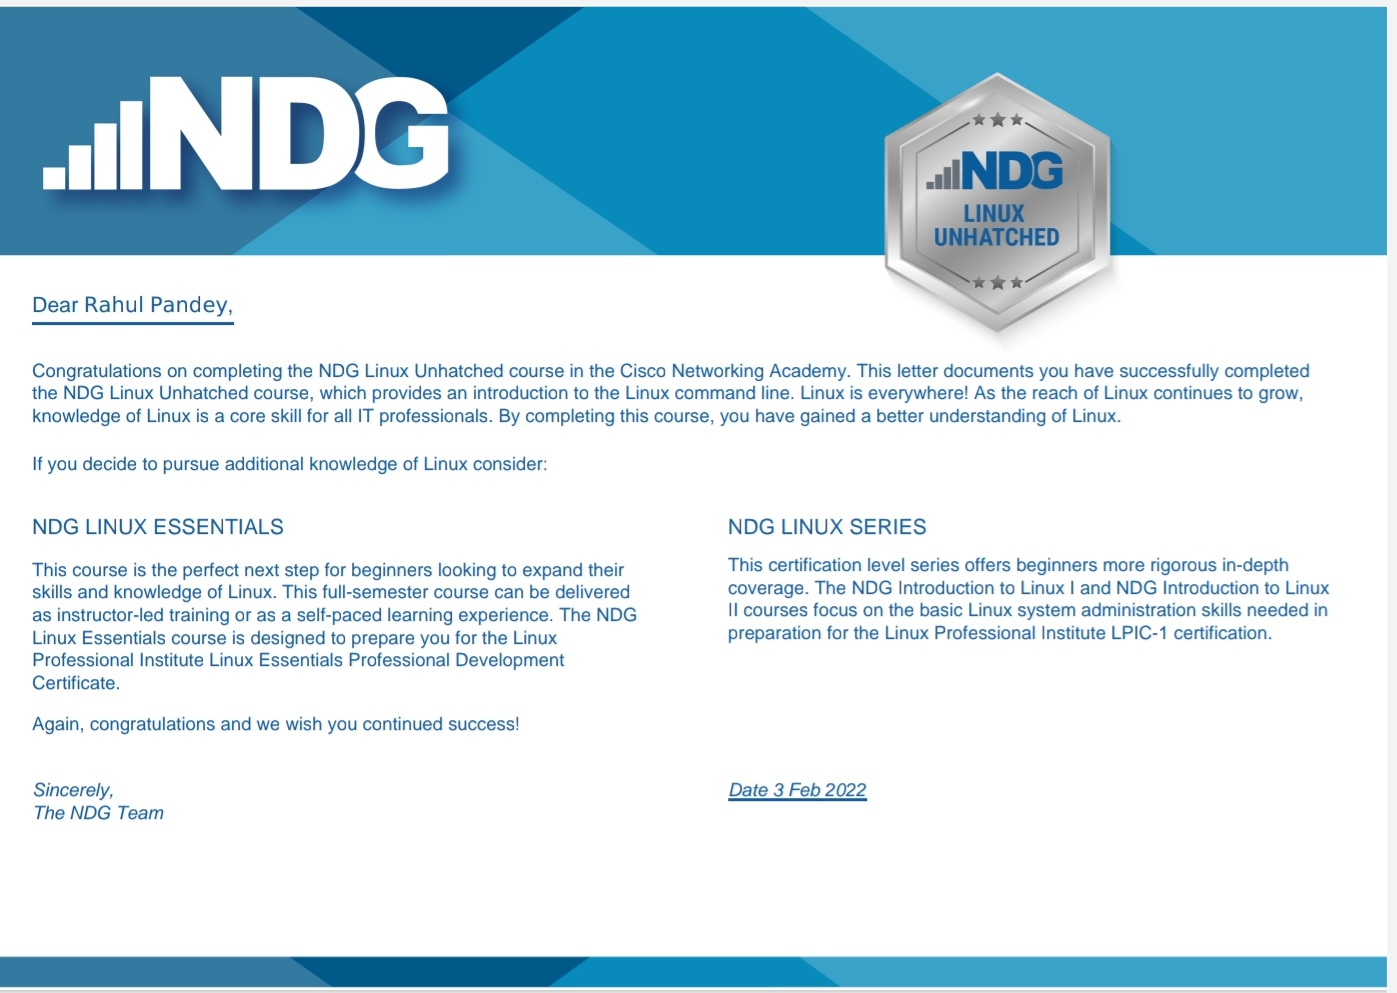 NDG
NDG
LINUX
UNHATCHED
Dear Rahul Pandey,
Congratulations on completing the NDG Linux Unhatched course in the Cisco Networking Academy. This letter documents you have successfully completed
the NDG Linux Unhatched course, which provides an introduction to the Linux command line. Linux is everywhere! As the reach of Linux continues to grow,
knowledge of Linux is a core skill for all IT professionals. By completing this course, you have gained a better understanding of Linux.
If you decide to pursue additional knowledge of Linux consider:
NDG LINUX ESSENTIALS
This course is the perfect next step for beginners looking to expand their
skills and knowledge of Linux. This full-semester course can be delivered
as instructor-led training or as a self-paced learning experience. The NDG
Linux Essentials course is designed to prepare you for the Linux
Professional Institute Linux Essentials Professional Development
Certificate.
Again, congratulations and we wish you continued success!
NDG LINUX SERIES
This certification level series offers beginners more rigorous in-depth
coverage. The NDG Introduction to Linux I and NDG Introduction to Linux
II courses focus on the basic Linux system administration skills needed in
preparation for the Linux Professional Institute LPIC-1 certification.
Sincerely,
The NDG Team
Date 3 Feb 2022